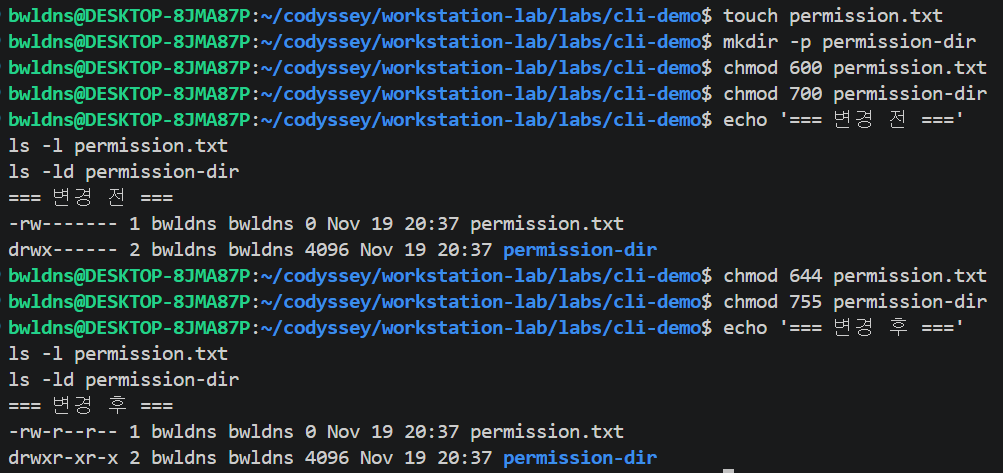 bwldns@DESKTOP-8JMA87P:~/codyssey/workstation-lab/labs/cli-demo$ touch permission.txt
bwldns@DESKTOP-8JMA87P:~/codyssey/workstation-lab/labs/cli-demo$ mkdir -p permission-dir
bwldns@DESKTOP-8JMA87P:~/codyssey/workstation-lab/labs/cli-demo$ chmod 600 permission.txt
bwldns@DESKTOP-8JMA87P:~/codyssey/workstation-lab/labs/cli-demo$ chmod 700 permission-dir
bwldns@DESKTOP-8JMA87P:~/codyssey/workstation-lab/labs/cli-demo$ echo '=== 변경 전 ==='
ls -l permission.txt
ls -ld permission-dir
=== 변경 전 ===
-rw------- 1 bwldns bwldns 0 Nov 19 20:37 permission.txt
drwx------ 2 bwldns bwldns 4096 Nov 19 20:37 permission-dir
bwldns@DESKTOP-8JMA87P:~/codyssey/workstation-lab/labs/cli-demo$ chmod 644 permission.txt
bwldns@DESKTOP-8JMA87P:~/codyssey/workstation-lab/labs/cli-demo$ chmod 755 permission-dir
bwldns@DESKTOP-8JMA87P:~/codyssey/workstation-lab/labs/cli-demo$ echo '=== 변경 후 ==='
ls -l permission.txt
ls -ld permission-dir
=== 변경 후 ===
-rw-r--r-- 1 bwldns bwldns 0 Nov 19 20:37 permission.txt
drwxr-xr-x 2 bwldns bwldns 4096 Nov 19 20:37 permission-dir